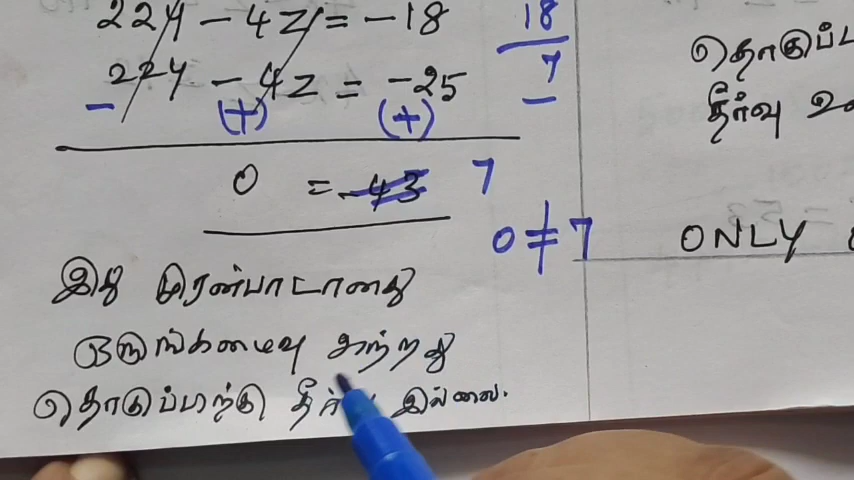 22y - 4z = -18
22y - 4z = -25
- (+) (+)
18
7
-
0 = -43 7
0 ≠ 7
இது முரண்பாடானது
ஒருங்கமைவு அற்றது
தொகுப்பாற்கு தீர்வு இல்லை.
தீர்வு
ONLY